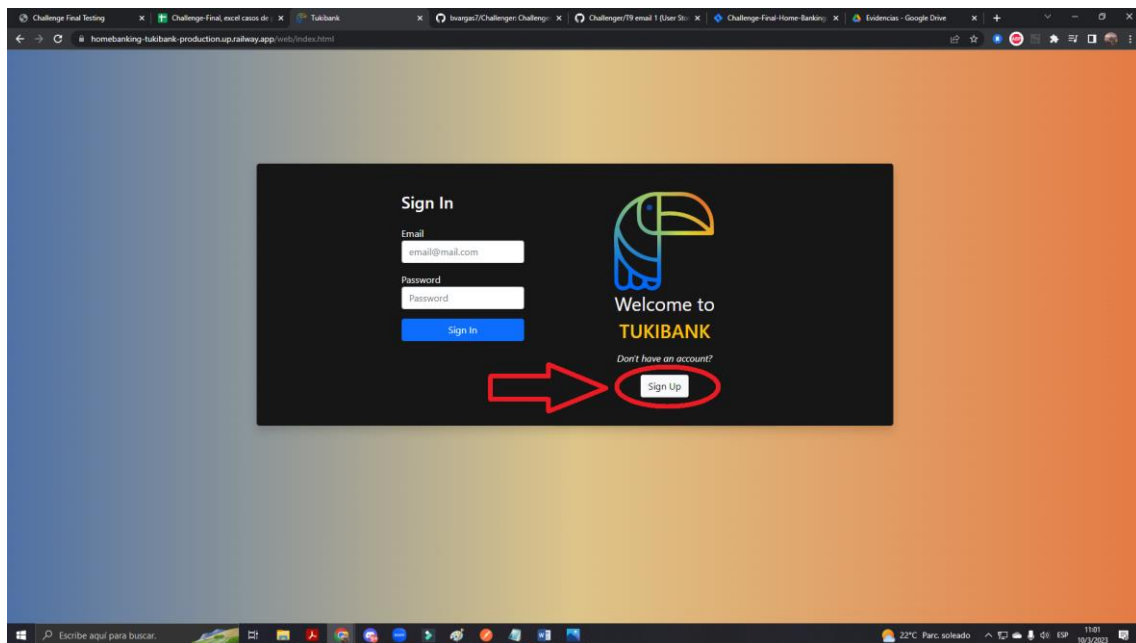 Challenge Final Testing
Challenge-Final, excel casos de
Tukibank
bvargas7/Challenger: Challenge
Challenger/T9 email 1 (User Sto
Challenge-Final-Home-Banking
Evidencias - Google Drive
homebanking-tukibank-production.up.railway.app/web/index.html
Sign In
Email
email@mail.com
Password
Password
Sign In
Welcome to
TUKIBANK
Don't have an account?
Sign Up
Escribe aquí para buscar.
22°C Parc. soleado
ESP
11:01
10/3/2023